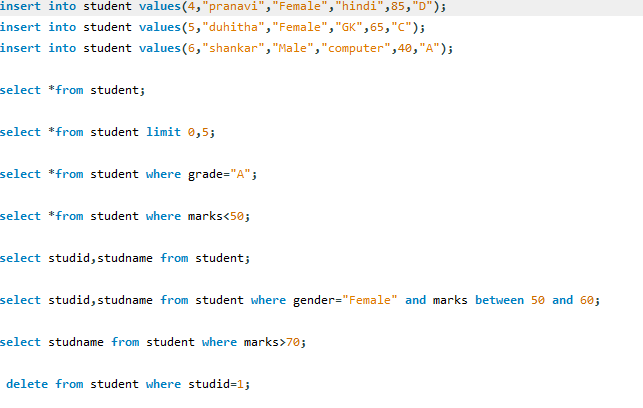 insert into student values(4,"pranavi","Female","hindi",85,"D");
insert into student values(5,"duhitha","Female","GK",65,"C");
insert into student values(6,"shankar","Male","computer",40,"A");
select *from student;
select *from student limit 0,5;
select *from student where grade="A";
select *from student where marks<50;
select studid,studname from student;
select studid,studname from student where gender="Female" and marks between 50 and 60;
select studname from student where marks>70;
delete from student where studid=1;